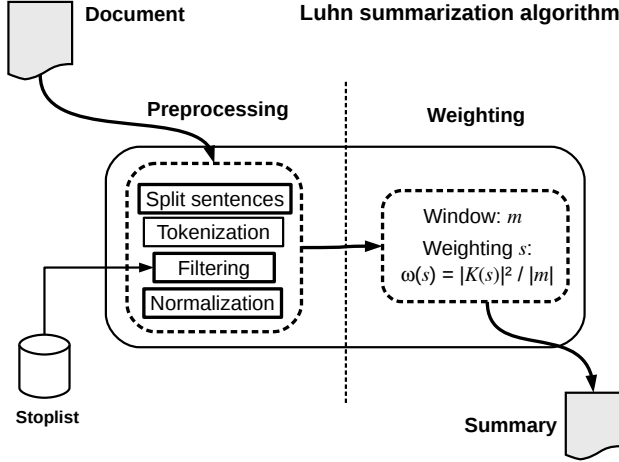 Document
Luhn summarization algorithm
Preprocessing
Weighting
Split sentences
Tokenization
Filtering
Normalization
Window: m
Weighting s:
ω(s) = |K(s)|² / |m|
Stoplist
Summary